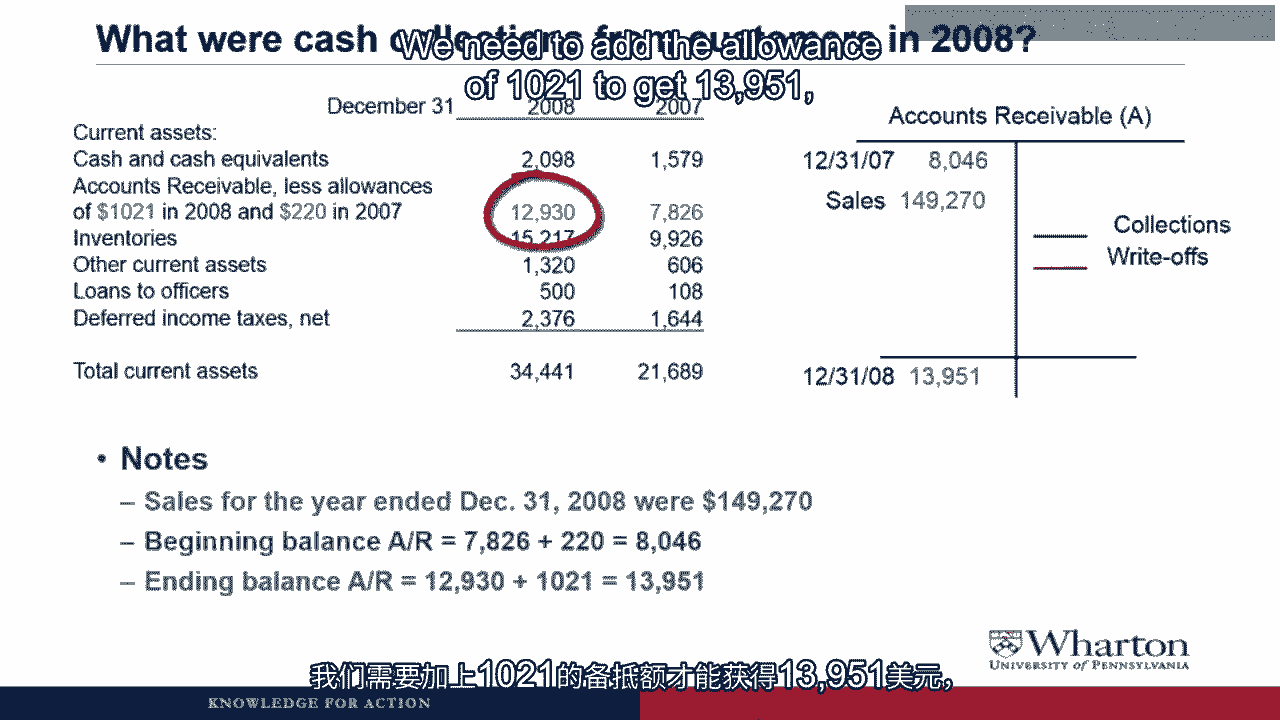 What were cash collections from customers in 2008?
We need to add the allowance
of 1021 to get 13,951,
December 31 2008 2007
Current assets:
Cash and cash equivalents 2,098 1,579
Accounts Receivable, less allowances
of $1021 in 2008 and $220 in 2007 12,930 7,826
Inventories 15,217 9,926
Other current assets 1,320 606
Loans to officers 500 108
Deferred income taxes, net 2,376 1,644
Total current assets 34,441 21,689
Accounts Receivable (A)
12/31/07 8,046
Sales 149,270
Collections
Write-offs
12/31/08 13,951
• Notes
– Sales for the year ended Dec. 31, 2008 were $149,270
– Beginning balance A/R = 7,826 + 220 = 8,046
– Ending balance A/R = 12,930 + 1021 = 13,951
Wharton
UNIVERSITY of PENNSYLVANIA
我们需要加上1021的备抵额才能获得13,951美元,
KNOWLEDGE FOR ACTION